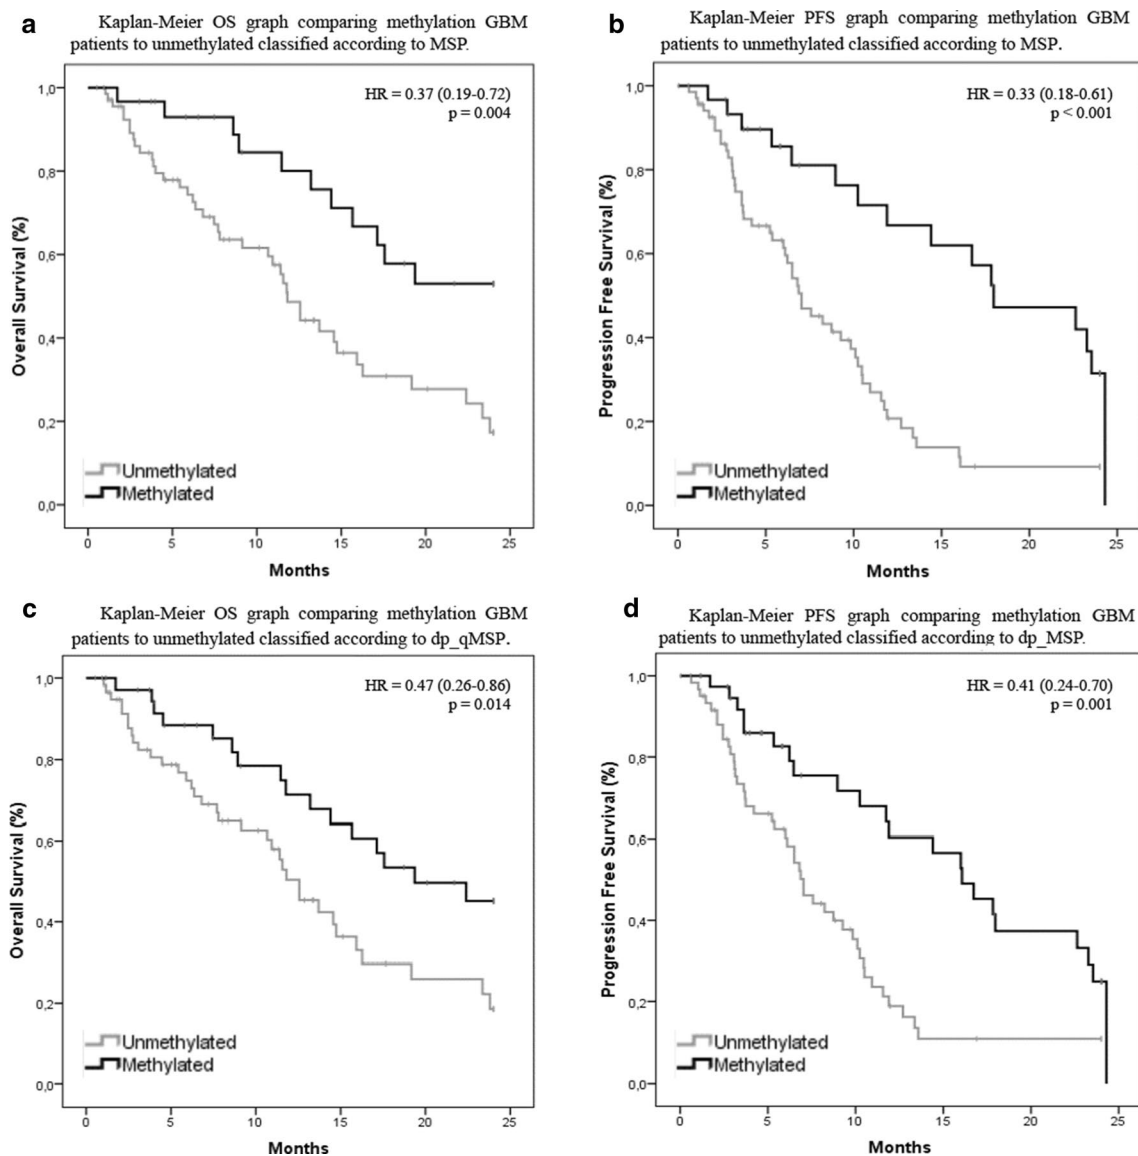 a
Kaplan-Meier OS graph comparing methylation GBM
patients to unmethylated classified according to MSP.
HR = 0.37 (0.19-0.72)
p = 0.004
1,0
0,8
0,6
0,4
0,2
0,0
Overall Survival (%)
Unmethylated
Methylated
0 5 10 15 20 25
Months
b
Kaplan-Meier PFS graph comparing methylation GBM
patients to unmethylated classified according to MSP.
HR = 0.33 (0.18-0.61)
p < 0.001
1,0
0,8
0,6
0,4
0,2
0,0
Progression Free Survival (%)
Unmethylated
Methylated
0 5 10 15 20 25
Months
c
Kaplan-Meier OS graph comparing methylation GBM
patients to unmethylated classified according to dp_qMSP.
HR = 0.47 (0.26-0.86)
p = 0.014
1,0
0,8
0,6
0,4
0,2
0,0
Overall Survival (%)
Unmethylated
Methylated
0 5 10 15 20 25
Months
d
Kaplan-Meier PFS graph comparing methylation GBM
patients to unmethylated classified according to dp_MSP.
HR = 0.41 (0.24-0.70)
p = 0.001
1,0
0,8
0,6
0,4
0,2
0,0
Progression Free Survival (%)
Unmethylated
Methylated
0 5 10 15 20 25
Months